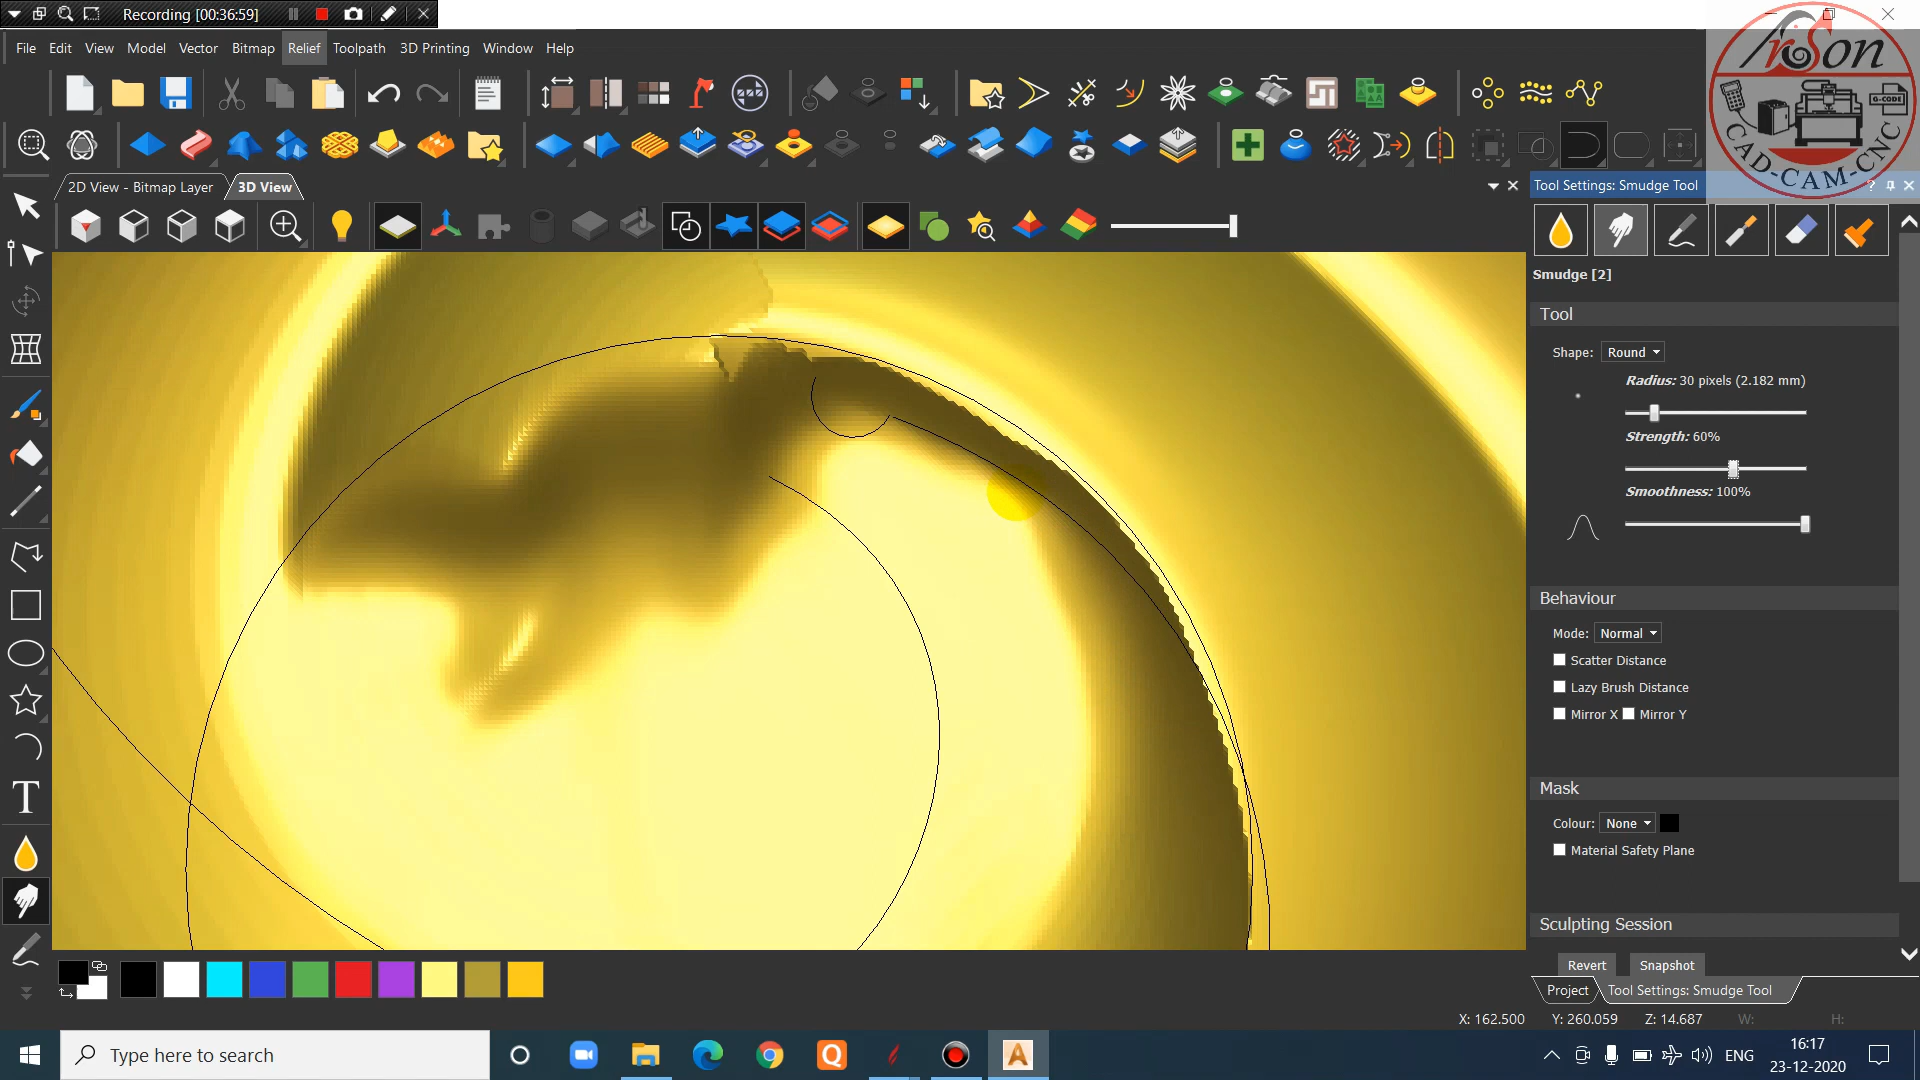 Recording [00:36:59]
File Edit View Model Vector Bitmap Relief Toolpath 3D Printing Window Help
ArSon
G-CODE
CAD-CAM-CNC
2D View - Bitmap Layer
3D View
Tool Settings: Smudge Tool
Smudge [2]
Tool
Shape: Round
Radius: 30 pixels (2.182 mm)
Strength: 60%
Smoothness: 100%
Behaviour
Mode: Normal
Scatter Distance
Lazy Brush Distance
Mirror X Mirror Y
Mask
Colour: None
Material Safety Plane
Sculpting Session
Revert Snapshot
Project Tool Settings: Smudge Tool
X: 162.500 Y: 260.059 Z: 14.687 W: H:
Type here to search
ENG
16:17
23-12-2020